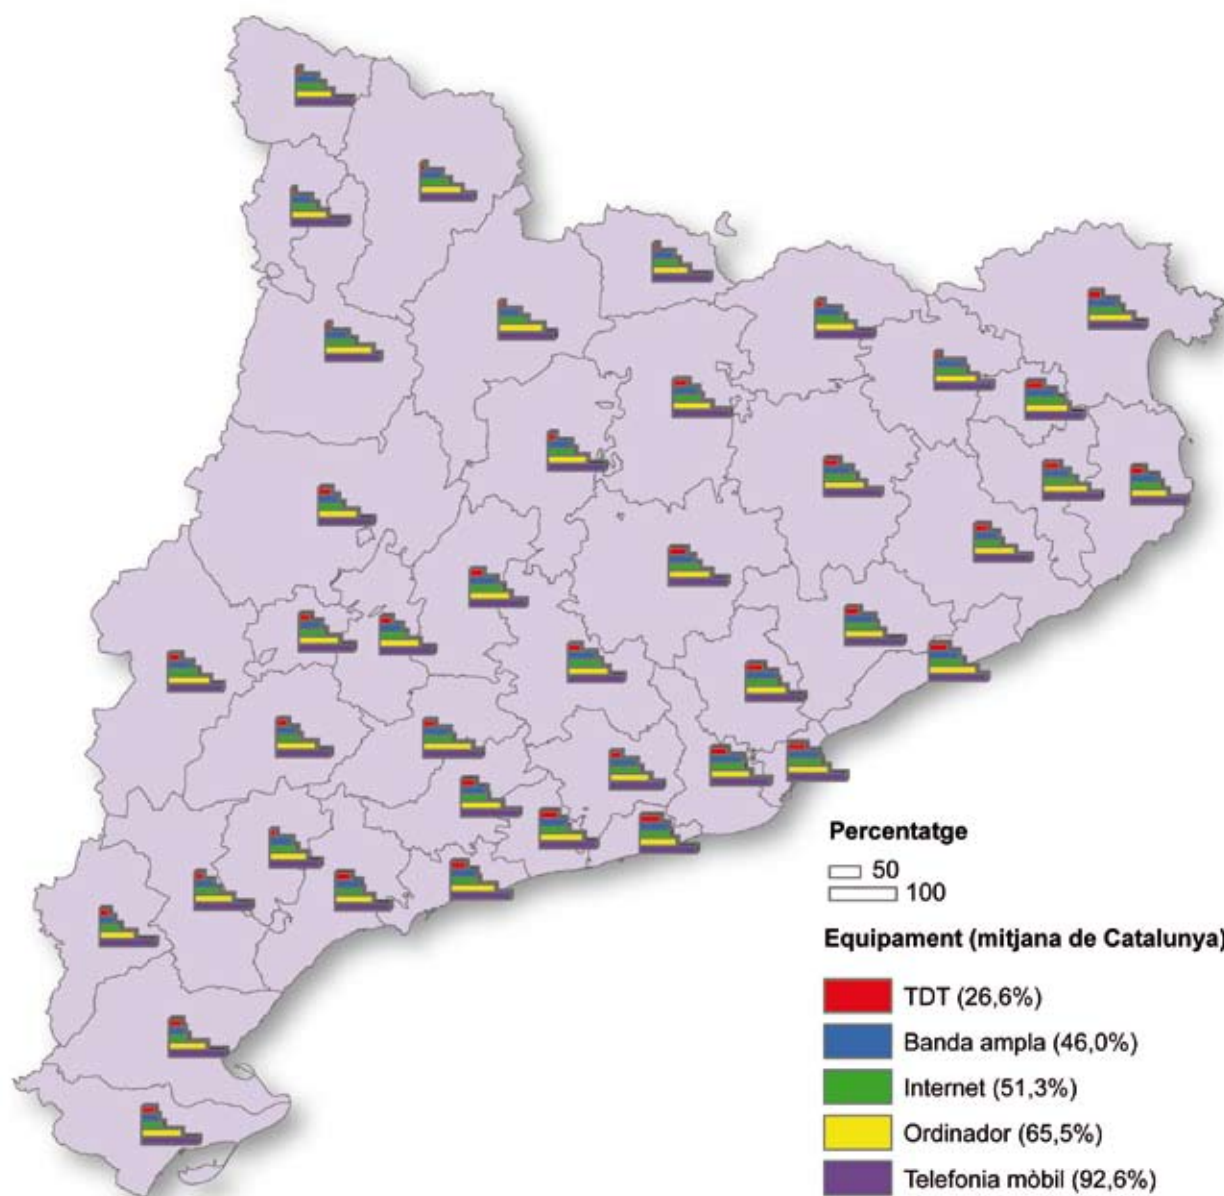 Percentatge
50
100
Equipament (mitjana de Catalunya)
TDT (26,6%)
Banda ampla (46,0%)
Internet (51,3%)
Ordinador (65,5%)
Telefonia mòbil (92,6%)